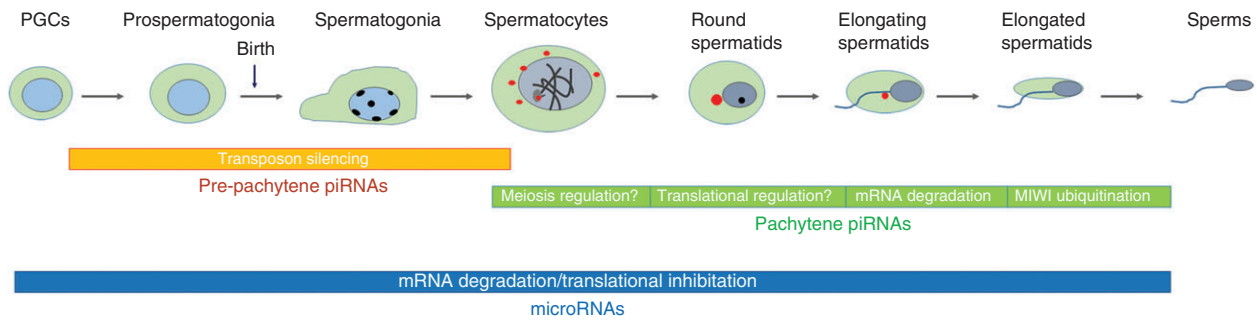 PGCs
Prospermatogonia
Birth
Spermatogonia
Spermatocytes
Round
spermatids
Elongating
spermatids
Elongated
spermatids
Sperms
Transposon silencing
Pre-pachytene piRNAs
Meiosis regulation?
Translational regulation?
mRNA degradation
MIWI ubiquitination
Pachytene piRNAs
mRNA degradation/translational inhibition
microRNAs